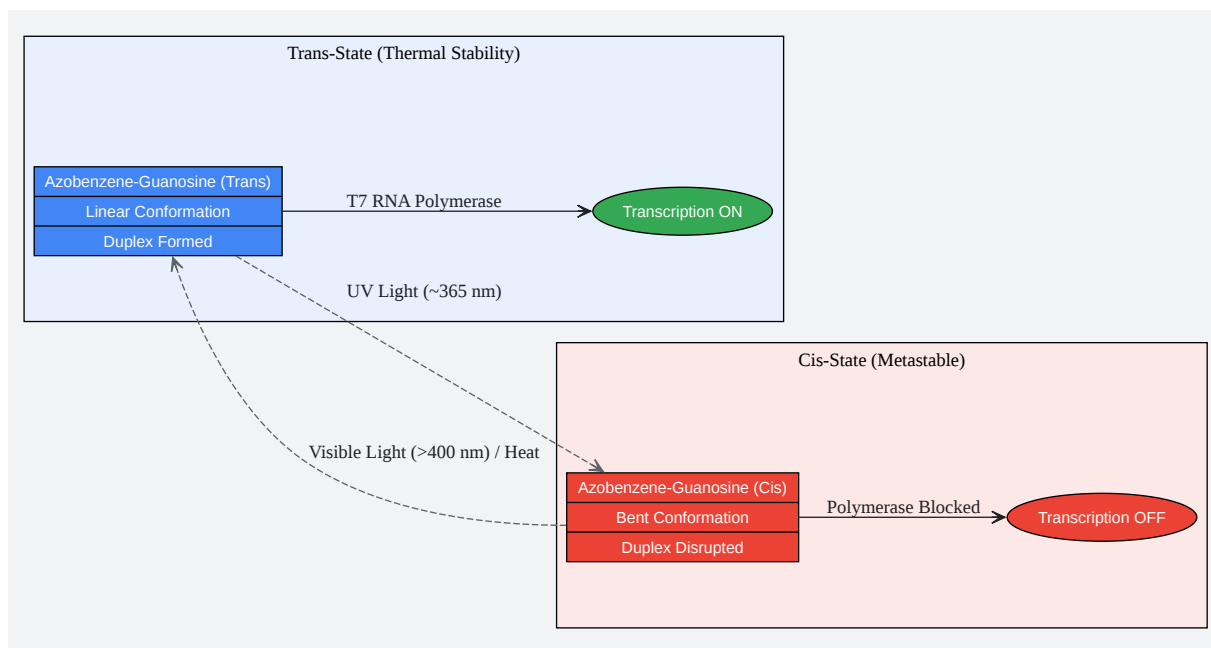 Trans-State (Thermal Stability)
Azobenzene-Guanosine (Trans)
Linear Conformation
Duplex Formed
T7 RNA Polymerase
Transcription ON
UV Light (~365 nm)
Cis-State (Metastable)
Visible Light (>400 nm) / Heat
Azobenzene-Guanosine (Cis)
Bent Conformation
Duplex Disrupted
Polymerase Blocked
Transcription OFF